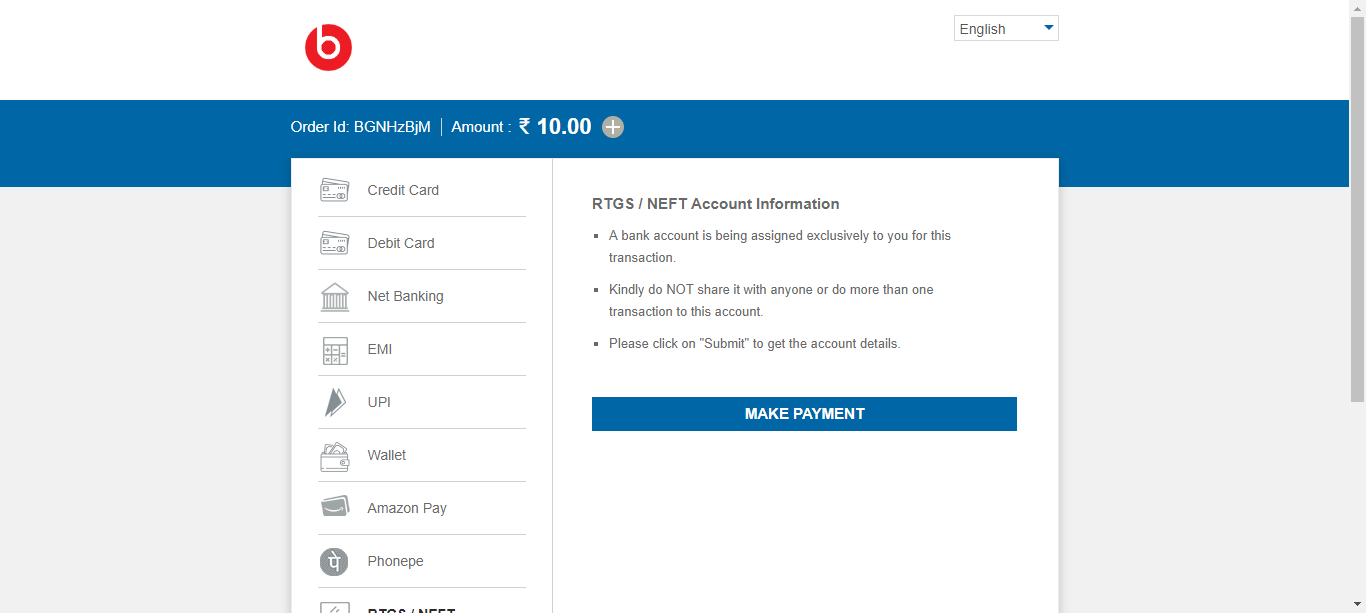 b
English
Order Id: BGNHzBjM
Amount : ₹ 10.00
Credit Card
Debit Card
Net Banking
EMI
UPI
Wallet
Amazon Pay
पे
Phonepe
RTGS / NEFT
RTGS / NEFT Account Information
A bank account is being assigned exclusively to you for this
transaction.
Kindly do NOT share it with anyone or do more than one
transaction to this account.
Please click on "Submit" to get the account details.
MAKE PAYMENT